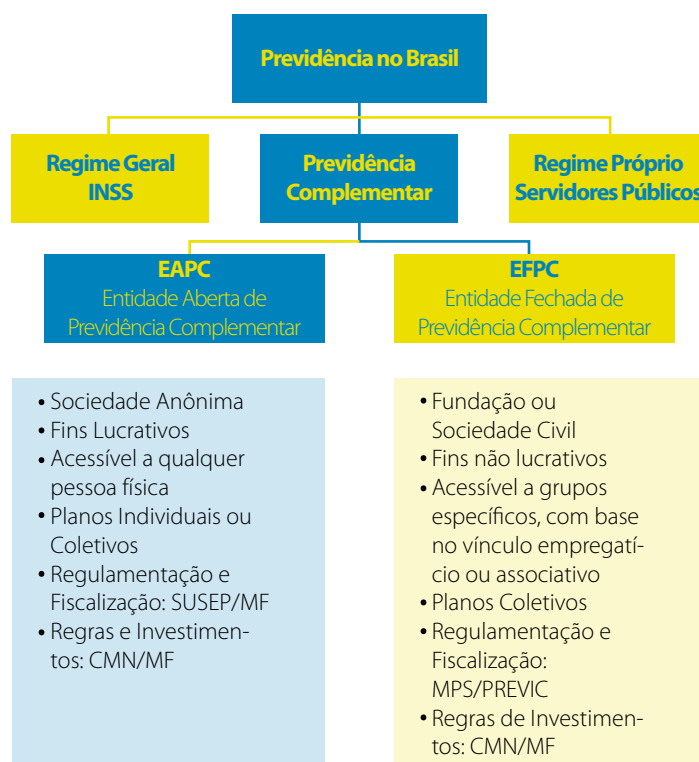 Previdência no Brasil
Regime Geral
INSS
Previdência
Complementar
Regime Próprio
Servidores Públicos
EAPC
Entidade Aberta de
Previdência Complementar
EFPC
Entidade Fechada de
Previdência Complementar
• Sociedade Anônima
• Fins Lucrativos
• Acessível a qualquer
pessoa física
• Planos Individuais ou
Coletivos
• Regulamentação e
Fiscalização: SUSEP/MF
• Regras e Investimen-
tos: CMN/MF
• Fundação ou
Sociedade Civil
• Fins não lucrativos
• Acessível a grupos
específicos, com base
no vínculo empregatí-
cio ou associativo
• Planos Coletivos
• Regulamentação e
Fiscalização:
MPS/PREVIC
• Regras de Investimen-
tos: CMN/MF